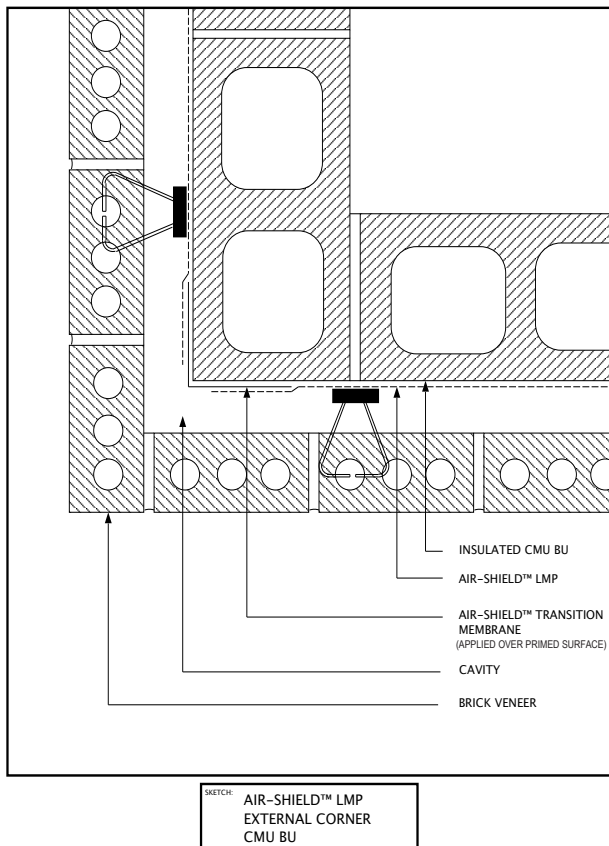 INSULATED CMU BU
AIR-SHIELD™ LMP
AIR-SHIELD™ TRANSITION
MEMBRANE
(APPLIED OVER PRIMED SURFACE)
CAVITY
BRICK VENEER
SKETCH:
AIR-SHIELD™ LMP
EXTERNAL CORNER
CMU BU